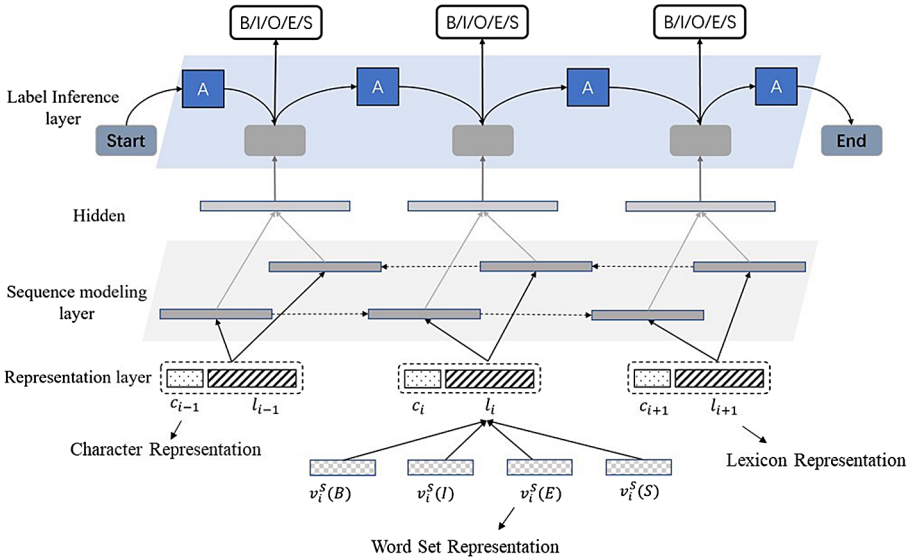 B/I/O/E/S B/I/O/E/S B/I/O/E/S
A A A A
Label Inference
layer
Start End
Hidden
Sequence modeling
layer
Representation layer
c_{i−1} l_{i−1} c_i l_i c_{i+1} l_{i+1}
Character Representation
Lexicon Representation
v_i^S(B) v_i^S(I) v_i^S(E) v_i^S(S)
Word Set Representation